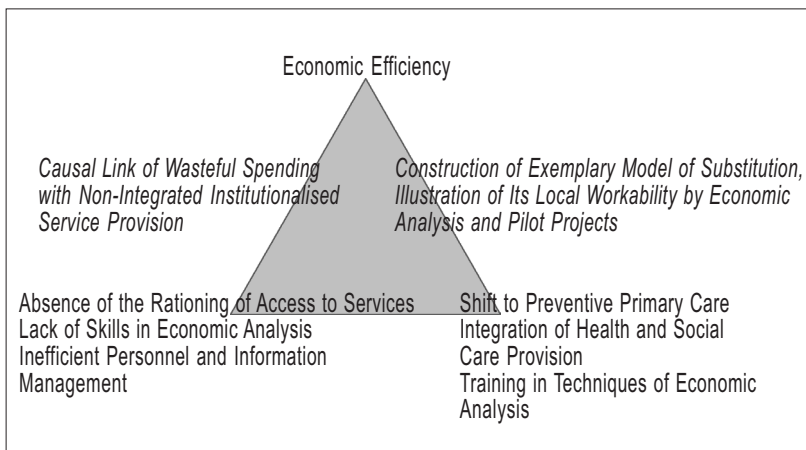 Economic Efficiency
Causal Link of Wasteful Spending
with Non-Integrated Institutionalised
Service Provision
Construction of Exemplary Model of Substitution,
Illustration of Its Local Workability by Economic
Analysis and Pilot Projects
Absence of the Rationing of Access to Services
Lack of Skills in Economic Analysis
Inefficient Personnel and Information
Management
Shift to Preventive Primary Care
Integration of Health and Social
Care Provision
Training in Techniques of Economic
Analysis